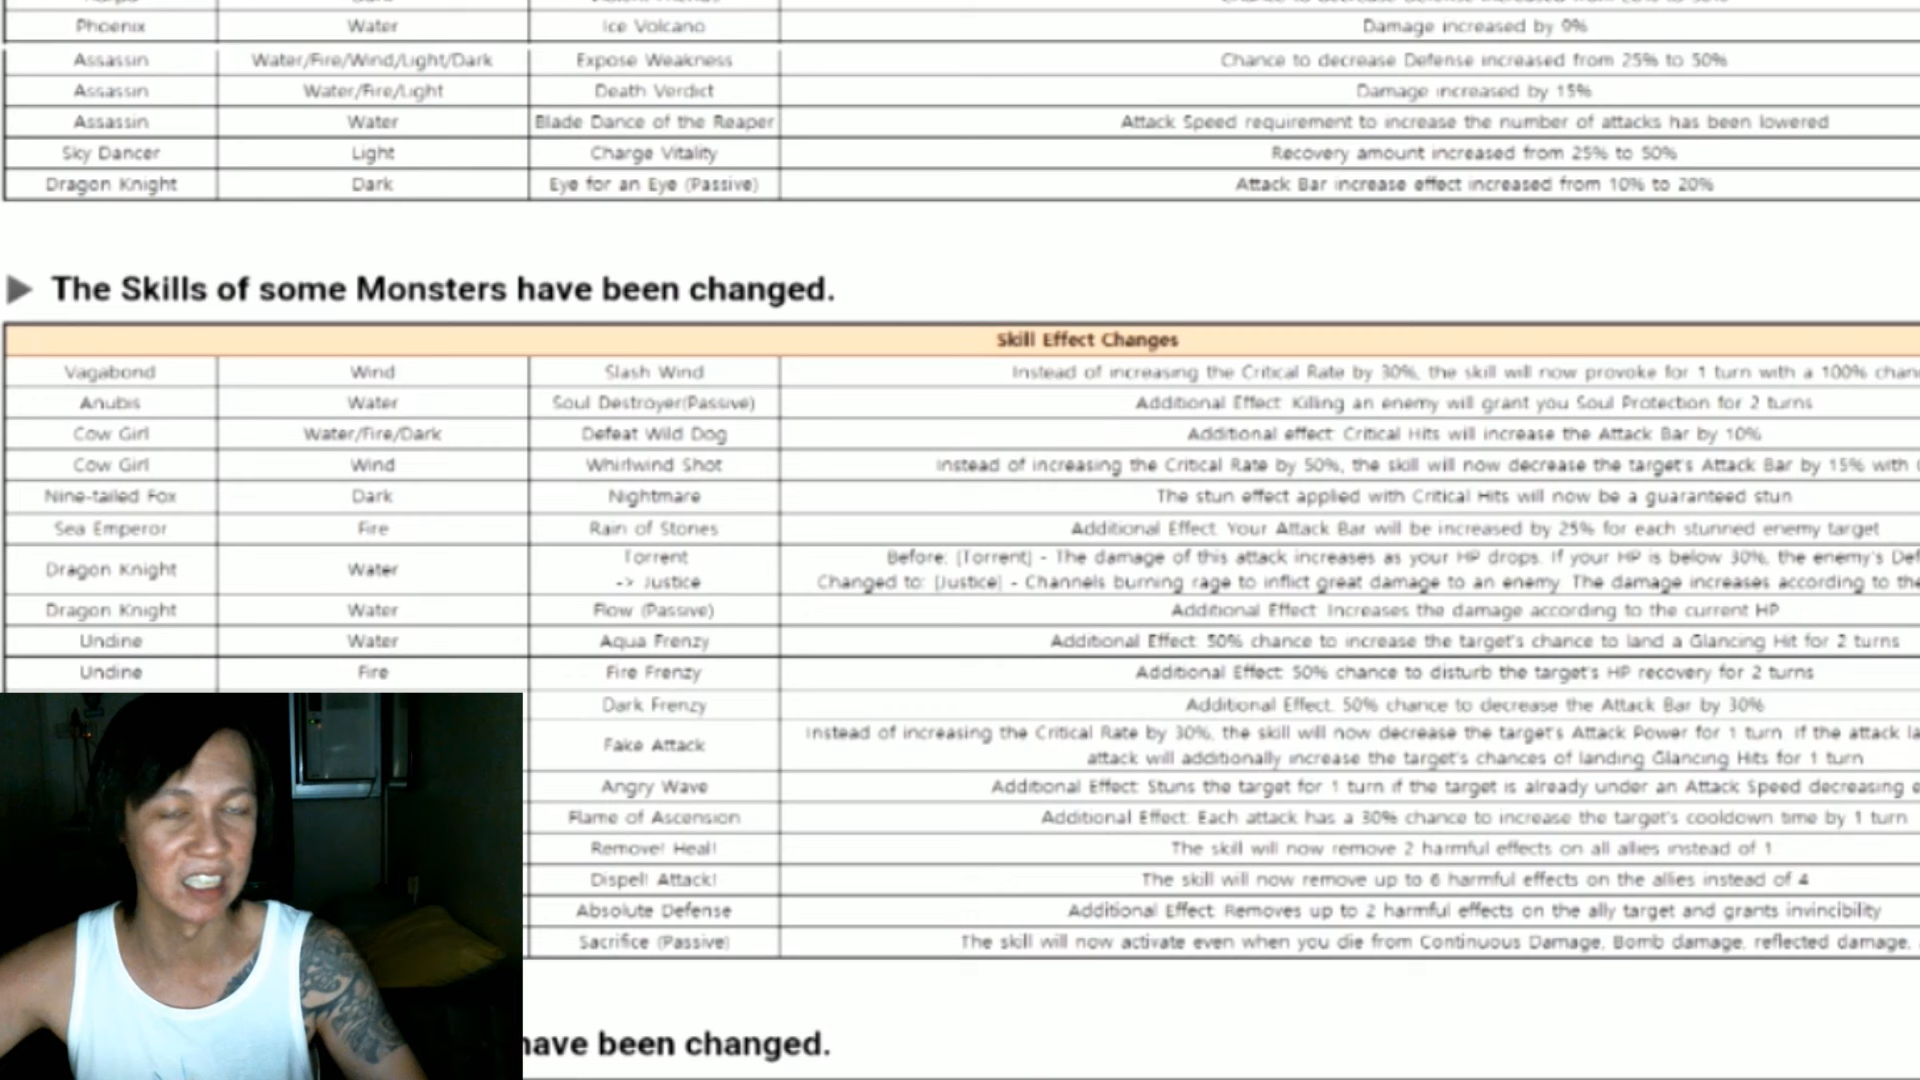 Phoenix Water Ice Volcano Damage increased by 9%
Assassin Water/Fire/Wind/Light/Dark Expose Weakness Chance to decrease Defense increased from 25% to 50%
Assassin Water/Fire/Light Death Verdict Damage increased by 15%
Assassin Water Blade Dance of the Reaper Attack Speed requirement to increase the number of attacks has been lowered
Sky Dancer Light Charge Vitality Recovery amount increased from 25% to 50%
Dragon Knight Dark Eye for an Eye (Passive) Attack Bar increase effect increased from 10% to 20%
The Skills of some Monsters have been changed.
Skill Effect Changes
Vagabond Wind Slash Wind Instead of increasing the Critical Rate by 30%, the skill will now provoke for 1 turn with a 100%
Anubis Water Soul Destroyer(Passive) Additional Effect: Killing an enemy will grant you Soul Protection for 2 turns
Cow Girl Water/Fire/Dark Defeat Wild Dog Additional effect: Critical Hits will increase the Attack Bar by 10%
Cow Girl Wind Whirlwind Shot Instead of increasing the Critical Rate by 50%, the skill will now decrease the target's Attack Bar by 15% with
Nine-tailed Fox Dark Nightmare The stun effect applied with Critical Hits will now be a guaranteed stun
Sea Emperor Fire Rain of Stones Additional Effect: Your Attack Bar will be increased by 25% for each stunned enemy target
Torrent Before: [Torrent] - The damage of this attack increases as your HP drops. If your HP is below 30%, the enemy's
Dragon Knight Water
-> Justice Changed to: [Justice] - Channels burning rage to inflict great damage to an enemy. The damage increases according to the
Dragon Knight Water Flow (Passive) Additional Effect: Increases the damage according to the current HP
Undine Water Aqua Frenzy Additional Effect: 50% chance to increase the target's chance to land a Glancing Hit for 2 turns
Undine Fire Fire Frenzy Additional Effect: 50% chance to disturb the target's HP recovery for 2 turns
Dark Frenzy Additional Effect: 50% chance to decrease the Attack Bar by 30%
Instead of increasing the Critical Rate by 30%, the skill will now decrease the target's Attack Power for 1 turn. If the attack
Fake Attack
attack will additionally increase the target's chances of landing Glancing Hits for 1 turn
Angry Wave Additional Effect: Stuns the target for 1 turn if the target is already under an Attack Speed decreasing
Flame of Ascension Additional Effect: Each attack has a 30% chance to increase the target's cooldown time by 1 turn
Remove! Heal! The skill will now remove 2 harmful effects on all allies instead of 1
Dispel! Attack! The skill will now remove up to 6 harmful effects on the allies instead of 4
Absolute Defense Additional Effect: Removes up to 2 harmful effects on the ally target and grants invincibility
Sacrifice (Passive) The skill will now activate even when you die from Continuous Damage, Bomb damage, reflected damage,
have been changed.